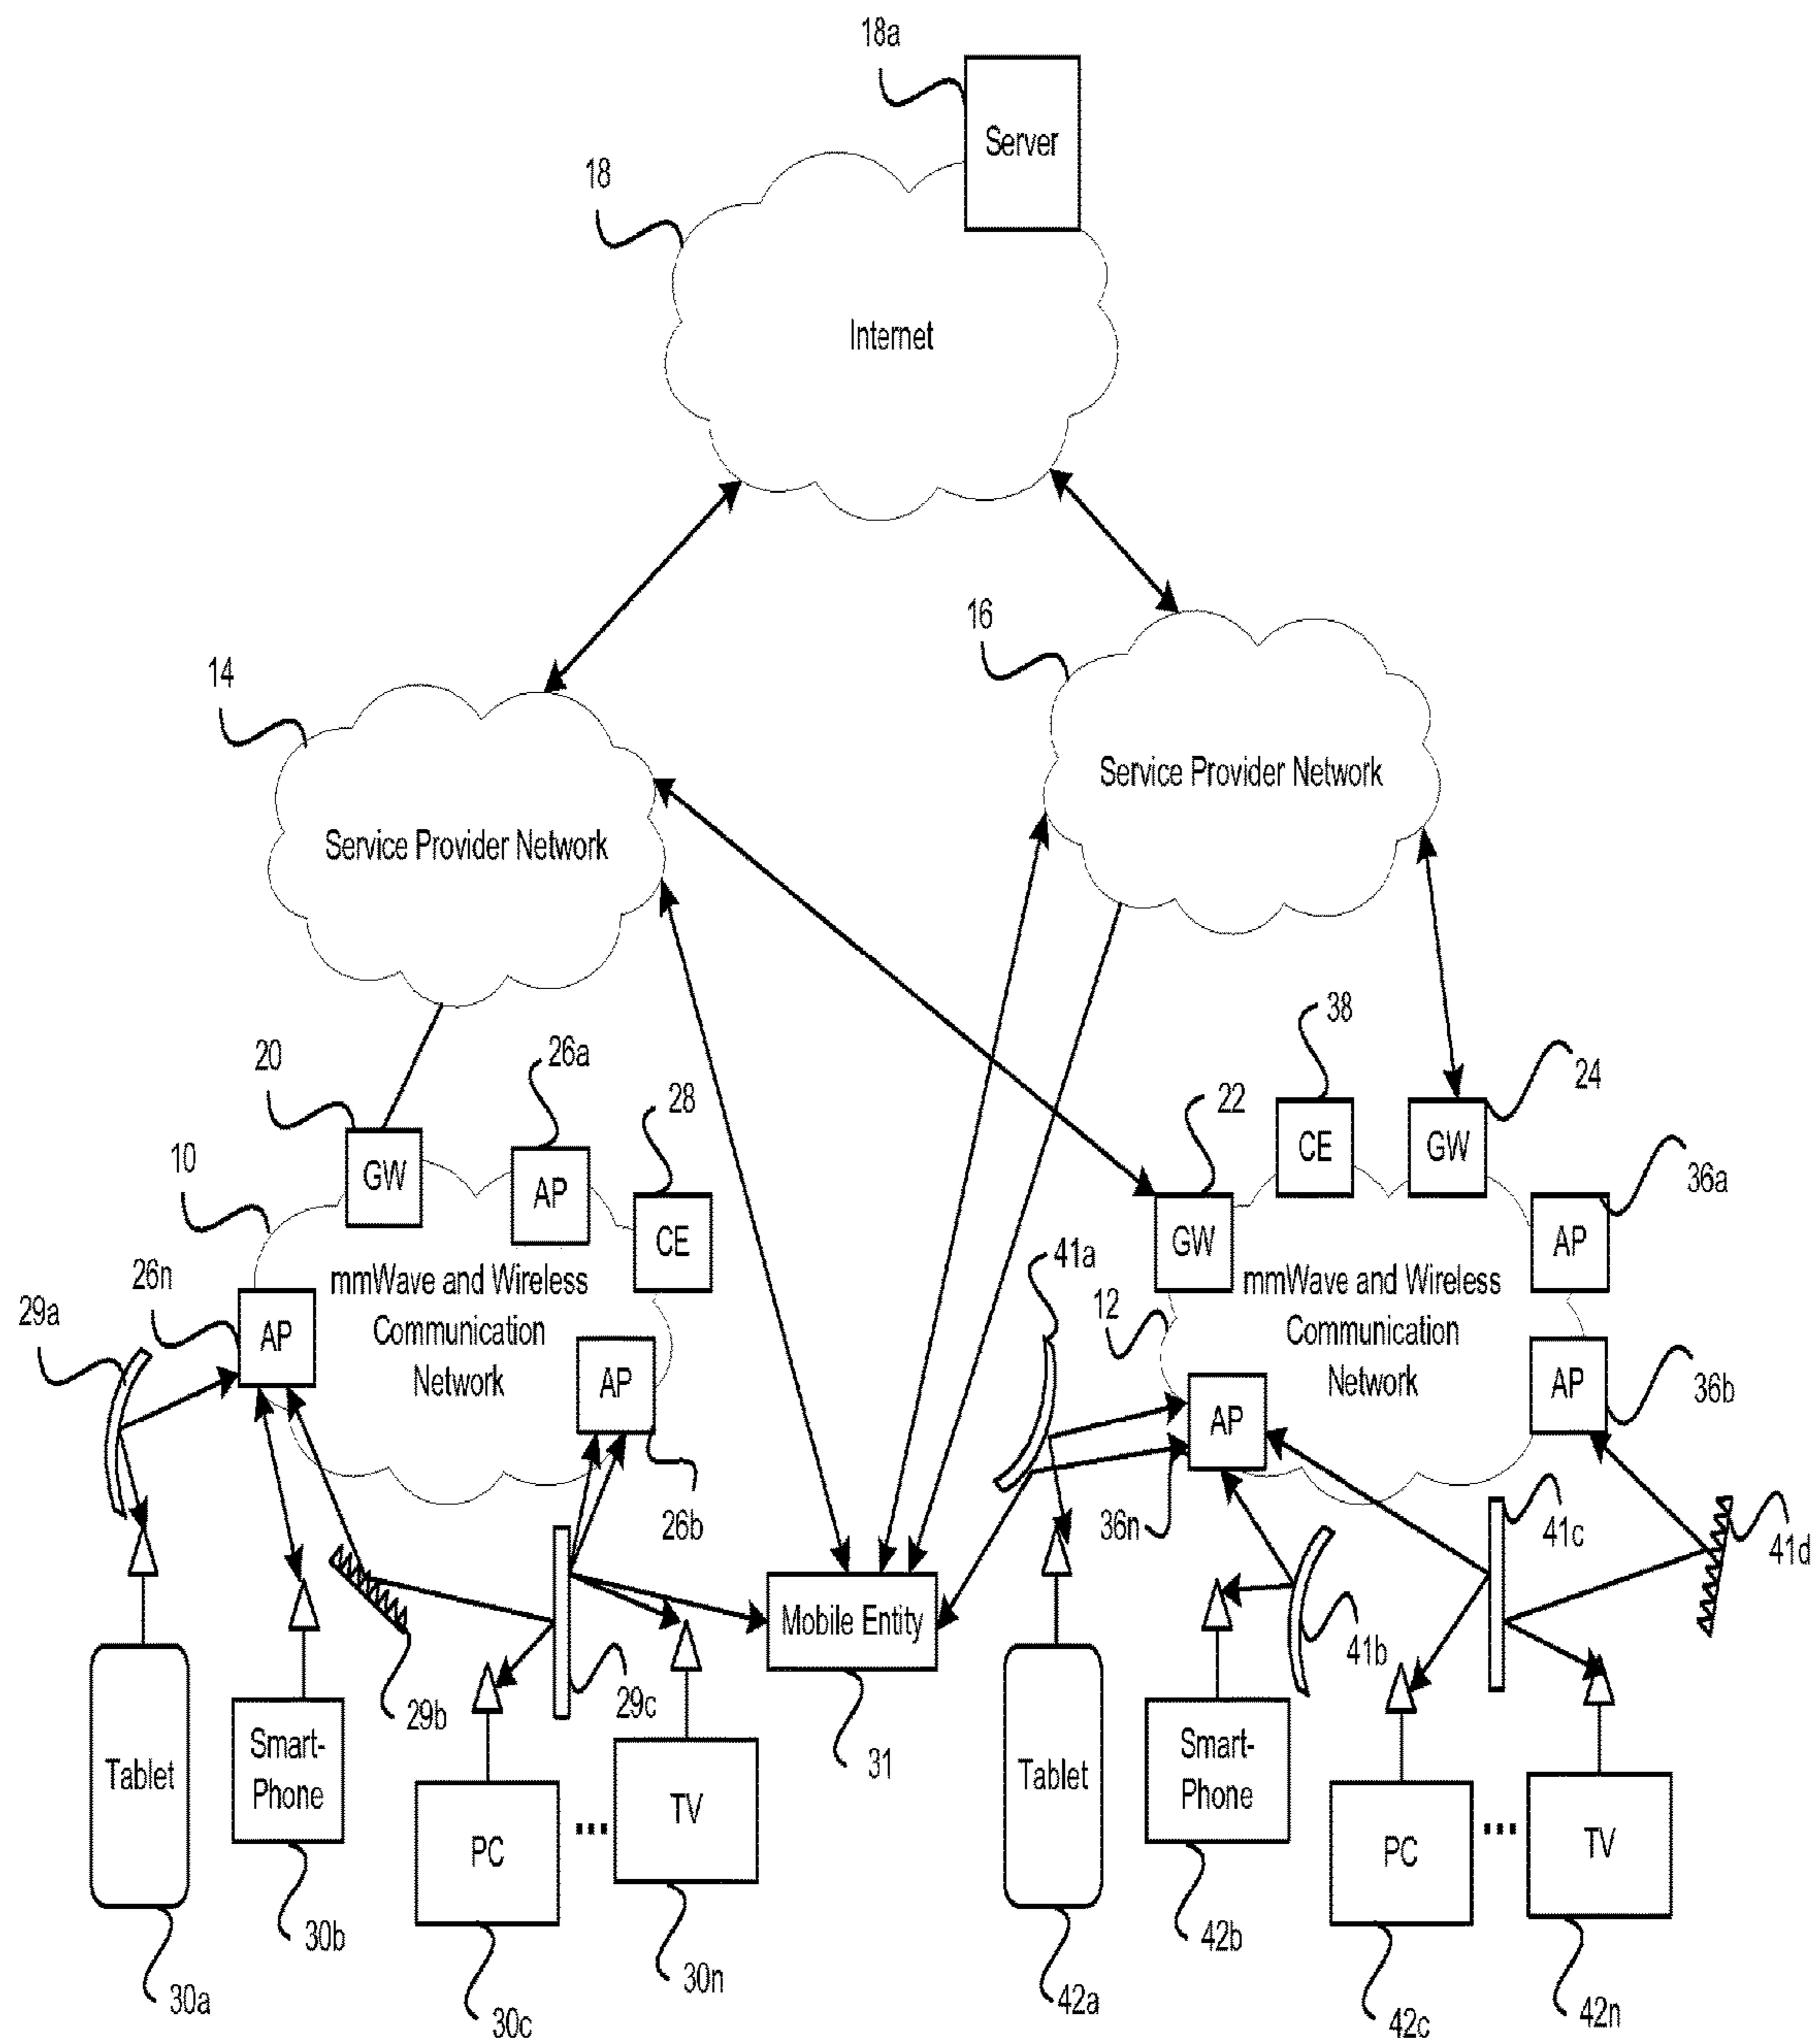 18a
Server
18
Internet
16
14
Service Provider Network
Service Provider Network
38
20
26a
24
28
22
10
GW
AP
CE
GW
36a
CE
GW
AP
41a
26n
mmWave and Wireless
Communication
Network
29a
AP
12
mmWave and Wireless
Communication
Network
AP
AP
36b
AP
26b
36n
41c
41d
Mobile Entity
41b
29b
29c
31
Tablet
Smart-
Phone
PC
...
TV
Tablet
Smart-
Phone
PC
...
TV
30a
30b
30c
30n
42a
42b
42c
42n